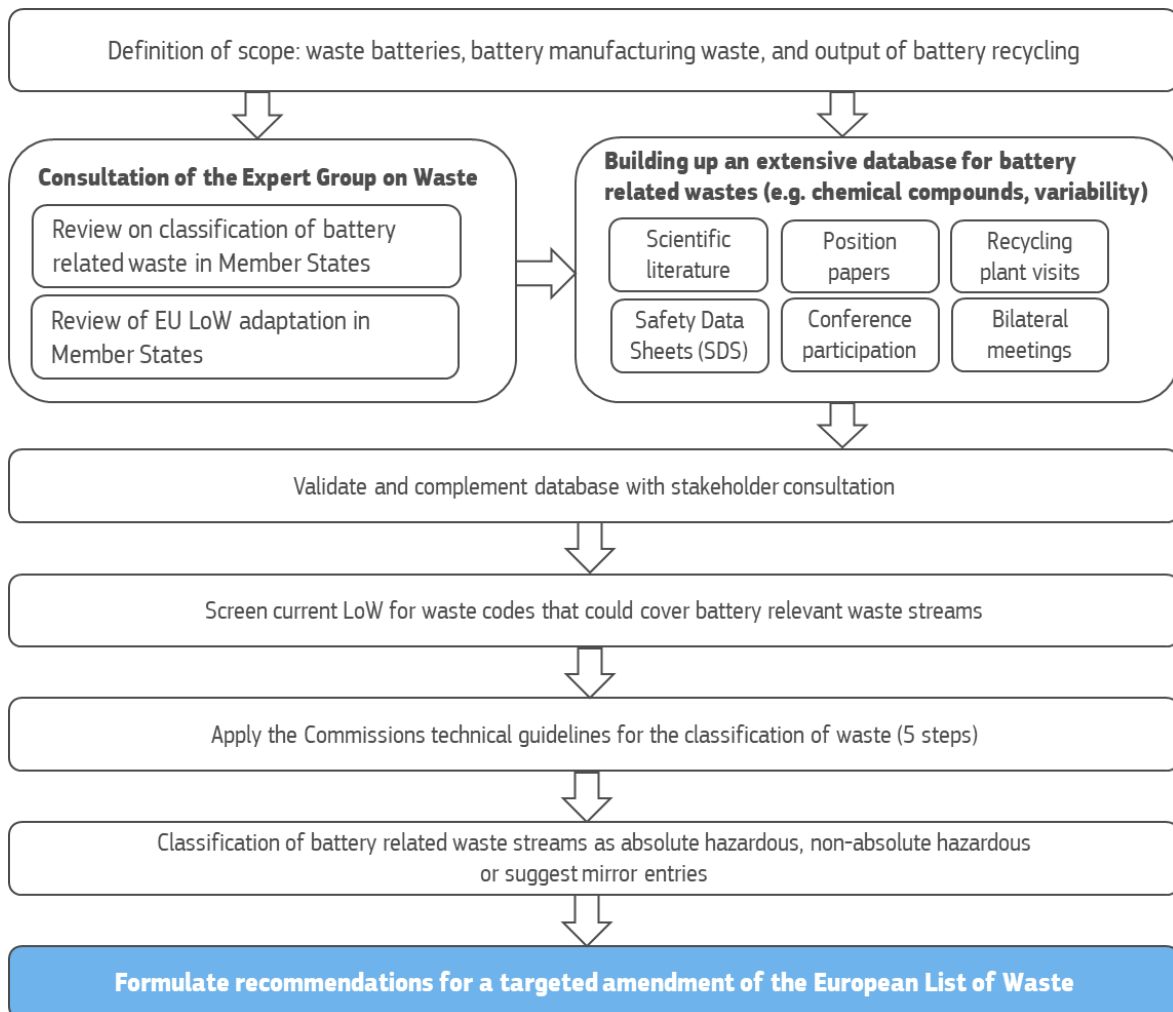 Definition of scope: waste batteries, battery manufacturing waste, and output of battery recycling
Consultation of the Expert Group on Waste
Review on classification of battery
related waste in Member States
Review of EU LoW adaptation in
Member States
Building up an extensive database for battery
related wastes (e.g. chemical compounds, variability)
Scientific
literature
Position
papers
Recycling
plant visits
Safety Data
Sheets (SDS)
Conference
participation
Bilateral
meetings
Validate and complement database with stakeholder consultation
Screen current LoW for waste codes that could cover battery relevant waste streams
Apply the Commissions technical guidelines for the classification of waste (5 steps)
Classification of battery related waste streams as absolute hazardous, non-absolute hazardous
or suggest mirror entries
Formulate recommendations for a targeted amendment of the European List of Waste